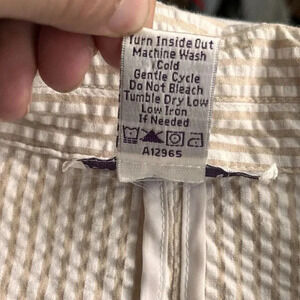 Turn Inside Out
Machine Wash
Cold
Gentle Cycle
Do Not Bleach
Tumble Dry Low
Low Iron
If Needed
A12965